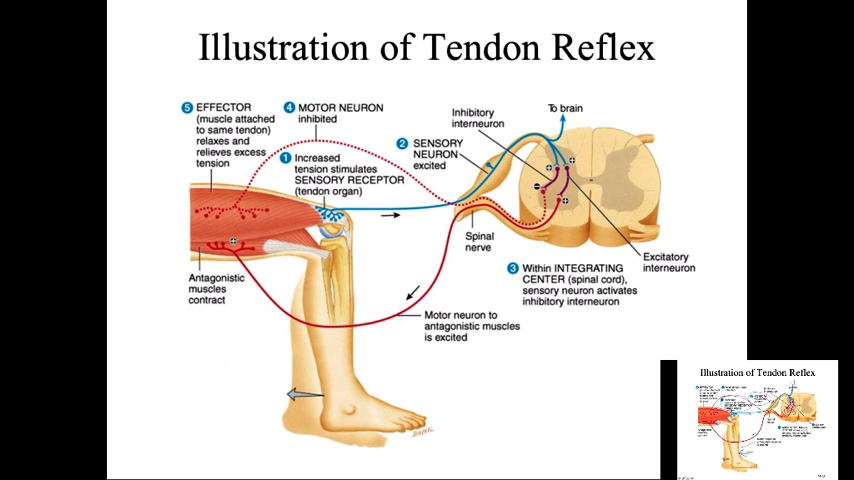 Illustration of Tendon Reflex
5 EFFECTOR
(muscle attached
to same tendon)
relaxes and
relieves excess
tension
4 MOTOR NEURON
inhibited
1 Increased
tension stimulates
SENSORY RECEPTOR
(tendon organ)
2 SENSORY
NEURON
excited
Inhibitory
interneuron
To brain
Spinal
nerve
Excitatory
interneuron
3 Within INTEGRATING
CENTER (spinal cord),
sensory neuron activates
inhibitory interneuron
Antagonistic
muscles
contract
Motor neuron to
antagonistic muscles
is excited
Illustration of Tendon Reflex